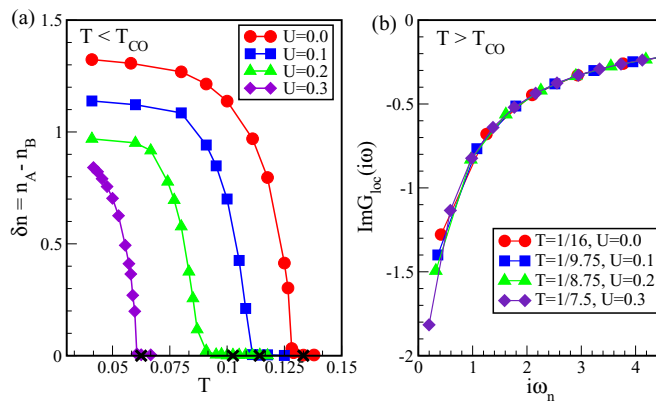 (a)
T < T_CO
U=0.0
U=0.1
U=0.2
U=0.3
δn = n_A - n_B
1.5
1
0.5
0
0.05
0.075
0.1
0.125
0.15
T
(b)
T > T_CO
ImG_loc(iω)
0
-0.5
-1
-1.5
-2
T=1/16, U=0.0
T=1/9.75, U=0.1
T=1/8.75, U=0.2
T=1/7.5, U=0.3
0
1
2
3
4
iω_n